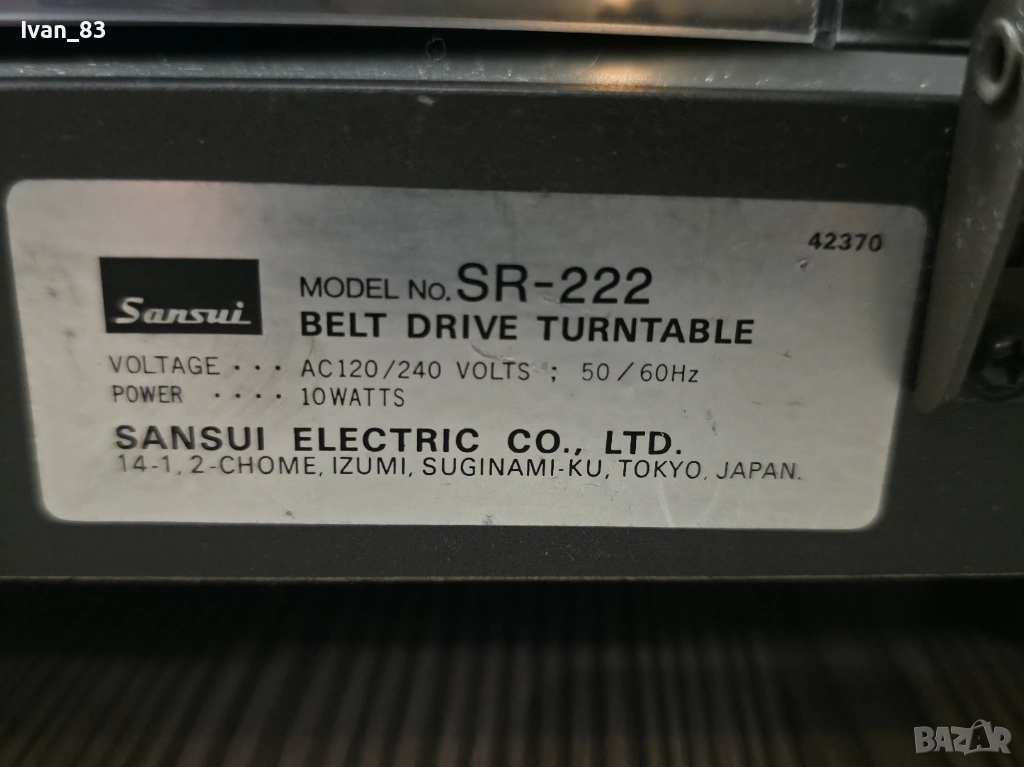 Ivan_83
42370
Sansui
MODEL No. SR-222
BELT DRIVE TURNTABLE
VOLTAGE ··· AC120/240 VOLTS ; 50/60Hz
POWER ···· 10WATTS
SANSUI ELECTRIC CO., LTD.
14-1, 2-CHOME, IZUMI, SUGINAMI-KU, TOKYO, JAPAN.
BAZAR